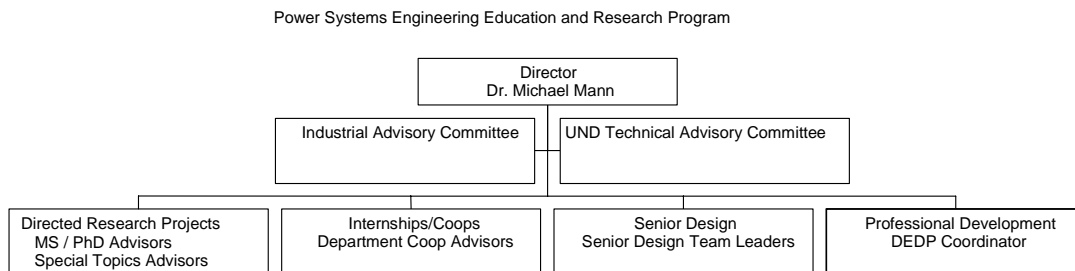 Power Systems Engineering Education and Research Program
Director
Dr. Michael Mann
Industrial Advisory Committee
UND Technical Advisory Committee
Directed Research Projects
MS / PhD Advisors
Special Topics Advisors
Internships/Coops
Department Coop Advisors
Senior Design
Senior Design Team Leaders
Professional Development
DEDP Coordinator